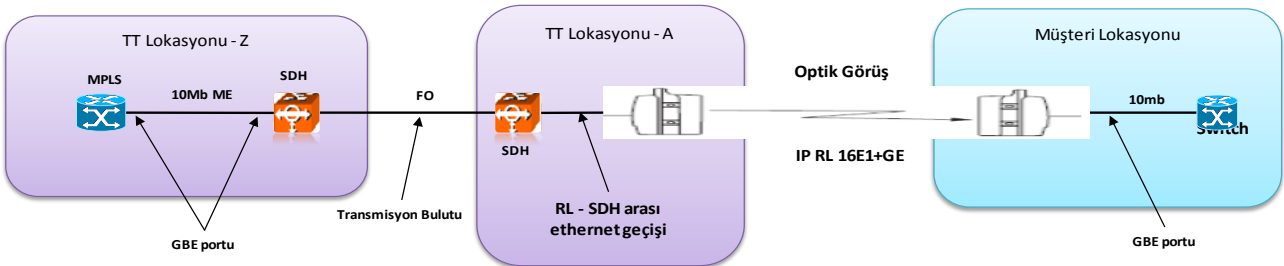 TT Lokasyonu - Z
MPLS
10Mb ME
SDH
GBE portu
FO
Transmisyon Bulutu
TT Lokasyonu - A
SDH
RL - SDH arası
ethernet geçişi
Optik Görüş
IP RL 16E1+GE
Müşteri Lokasyonu
10mb
Switch
GBE portu